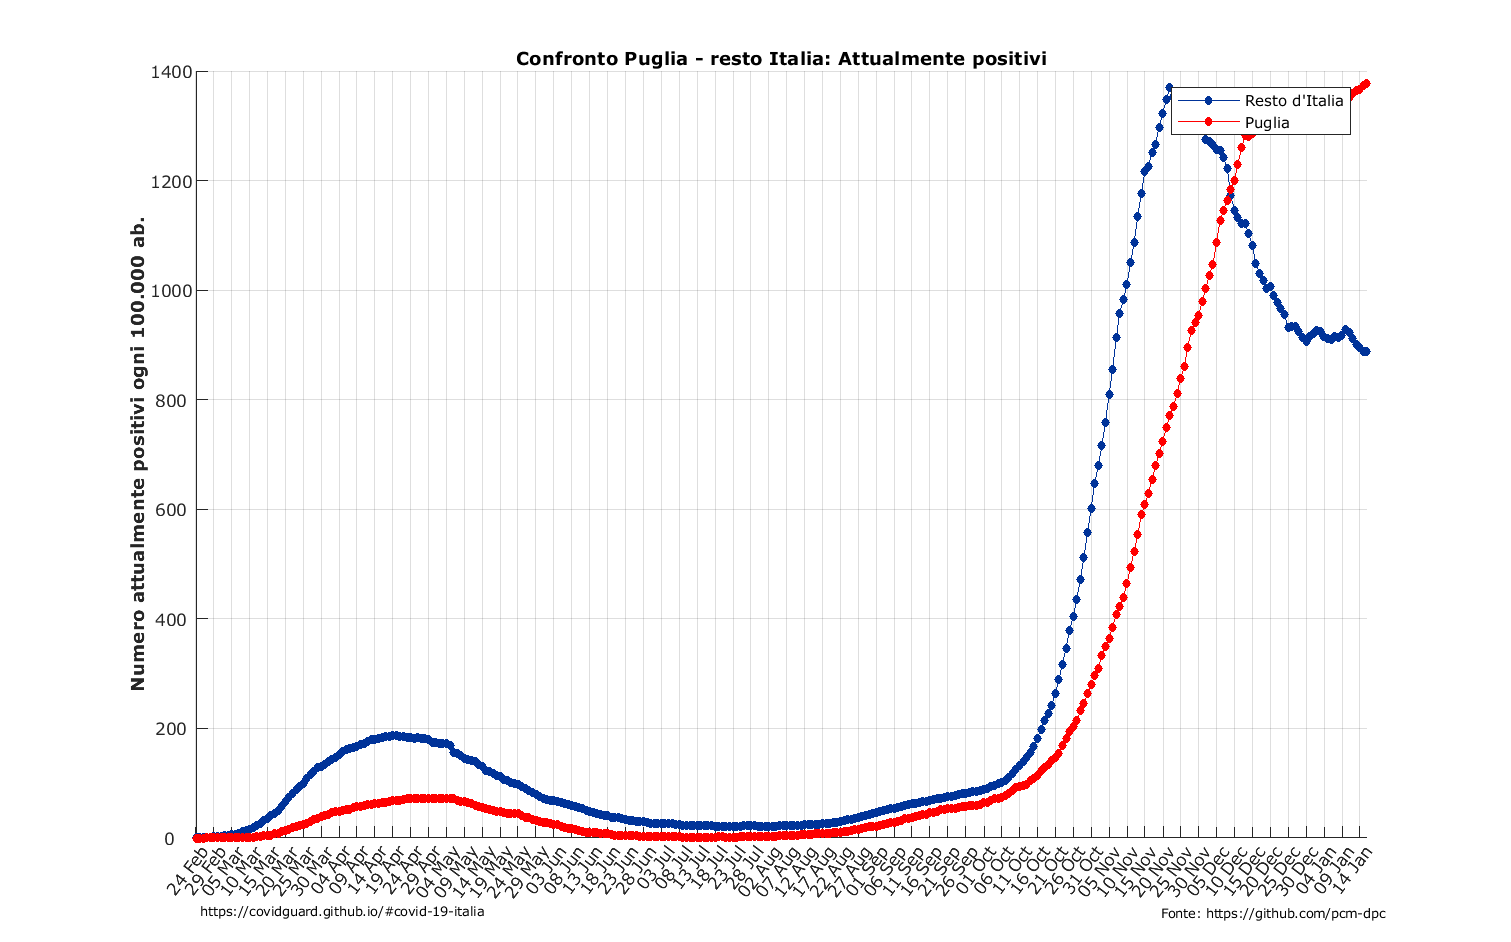 Confronto Puglia - resto Italia: Attualmente positivi
Numero attualmente positivi ogni 100.000 ab.
1400
1200
1000
800
600
400
200
0
Resto d'Italia
Puglia
24 Feb
29 Feb
05 Mar
10 Mar
15 Mar
20 Mar
25 Mar
30 Mar
04 Apr
09 Apr
14 Apr
19 Apr
24 Apr
29 Apr
04 May
09 May
14 May
19 May
24 May
29 May
03 Jun
08 Jun
13 Jun
18 Jun
23 Jun
28 Jun
03 Jul
08 Jul
13 Jul
18 Jul
23 Jul
28 Jul
02 Aug
07 Aug
12 Aug
17 Aug
22 Aug
27 Aug
01 Sep
06 Sep
11 Sep
16 Sep
21 Sep
26 Sep
01 Oct
06 Oct
11 Oct
16 Oct
21 Oct
26 Oct
31 Oct
05 Nov
10 Nov
15 Nov
20 Nov
25 Nov
30 Nov
05 Dec
10 Dec
15 Dec
20 Dec
25 Dec
30 Dec
04 Jan
09 Jan
14 Jan
https://covidguard.github.io/#covid-19-italia
Fonte: https://github.com/pcm-dpc